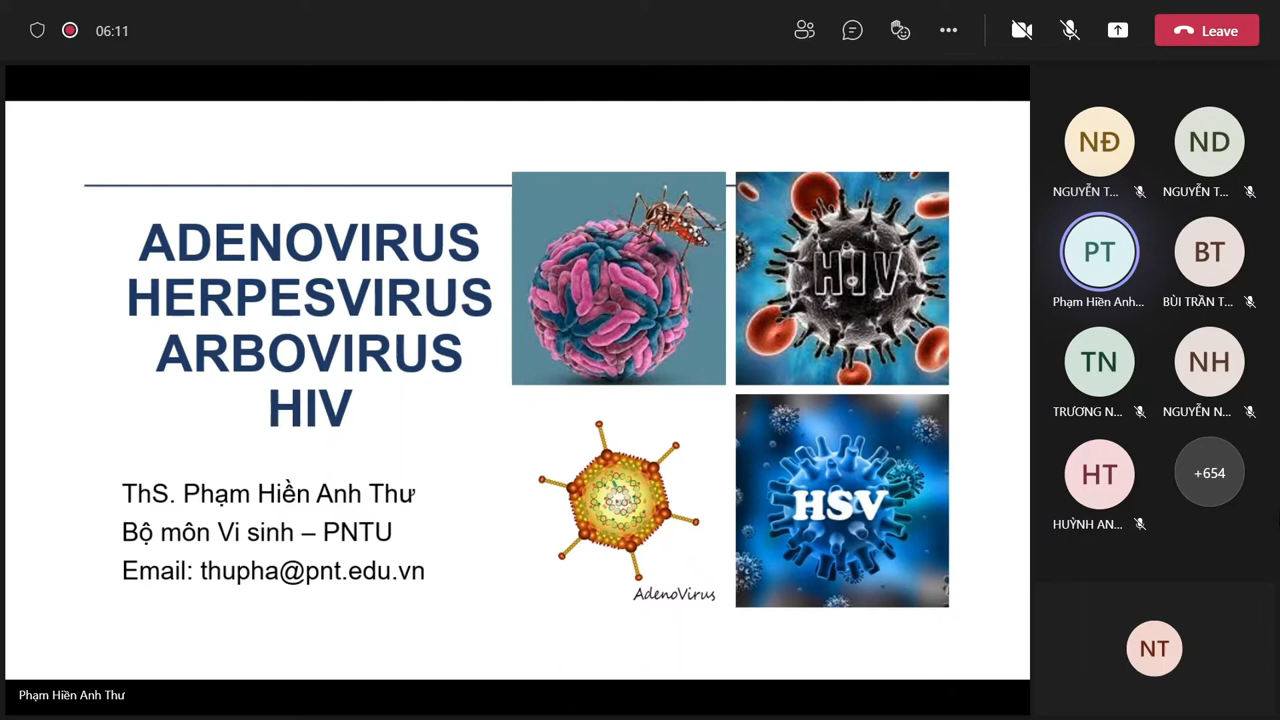 06:11
Leave
ADENOVIRUS
HERPESVIRUS
ARBOVIRUS
HIV
ThS. Phạm Hiền Anh Thư
Bộ môn Vi sinh – PNTU
Email: thupha@pnt.edu.vn
HIV
AdenoVirus
HSV
NĐ
ND
NGUYỄN T...
NGUYỄN T...
PT
BT
Phạm Hiền Anh...
BÙI TRẦN T...
TN
NH
TRƯƠNG N...
NGUYỄN N...
HT
+654
HUỲNH AN...
NT
Phạm Hiền Anh Thư